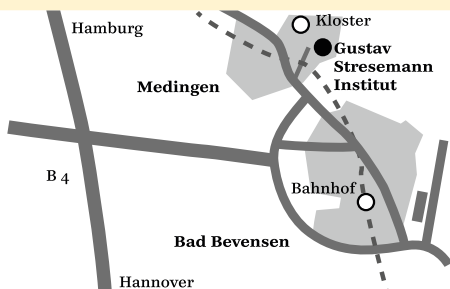 Kloster
Hamburg
Gustav
Stresemann
Institut
Medingen
B 4
Bahnhof
Bad Bevensen
Hannover